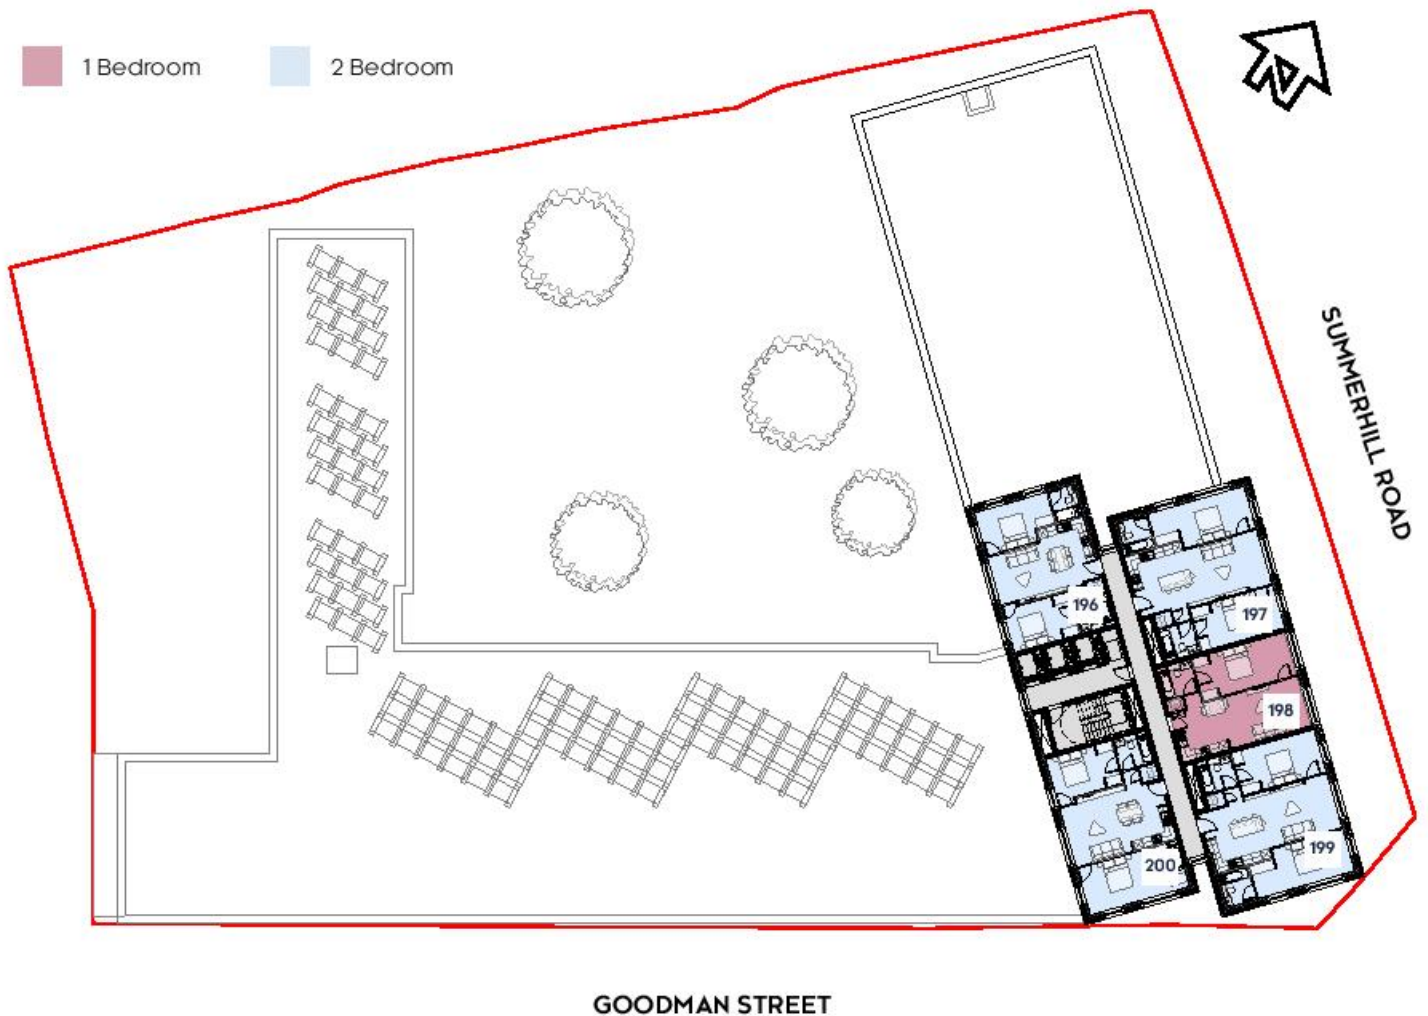 1 Bedroom
2 Bedroom
N
SUMMERHILL ROAD
196
197
198
199
200
GOODMAN STREET